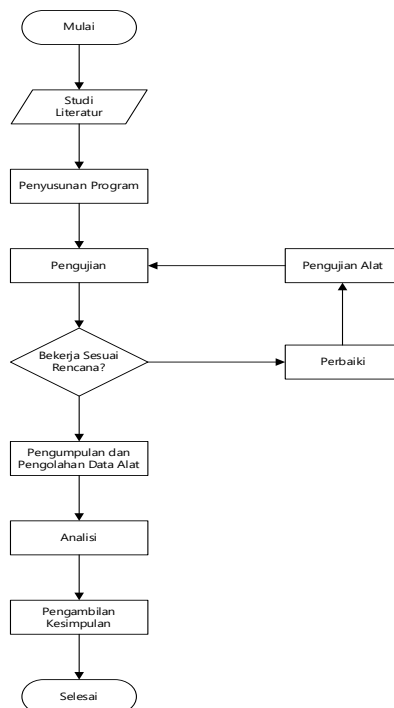 Mulai
Studi
Literatur
Penyusunan Program
Pengujian
Pengujian Alat
Bekerja Sesuai
Rencana?
Perbaiki
Pengumpulan dan
Pengolahan Data Alat
Analisi
Pengambilan
Kesimpulan
Selesai